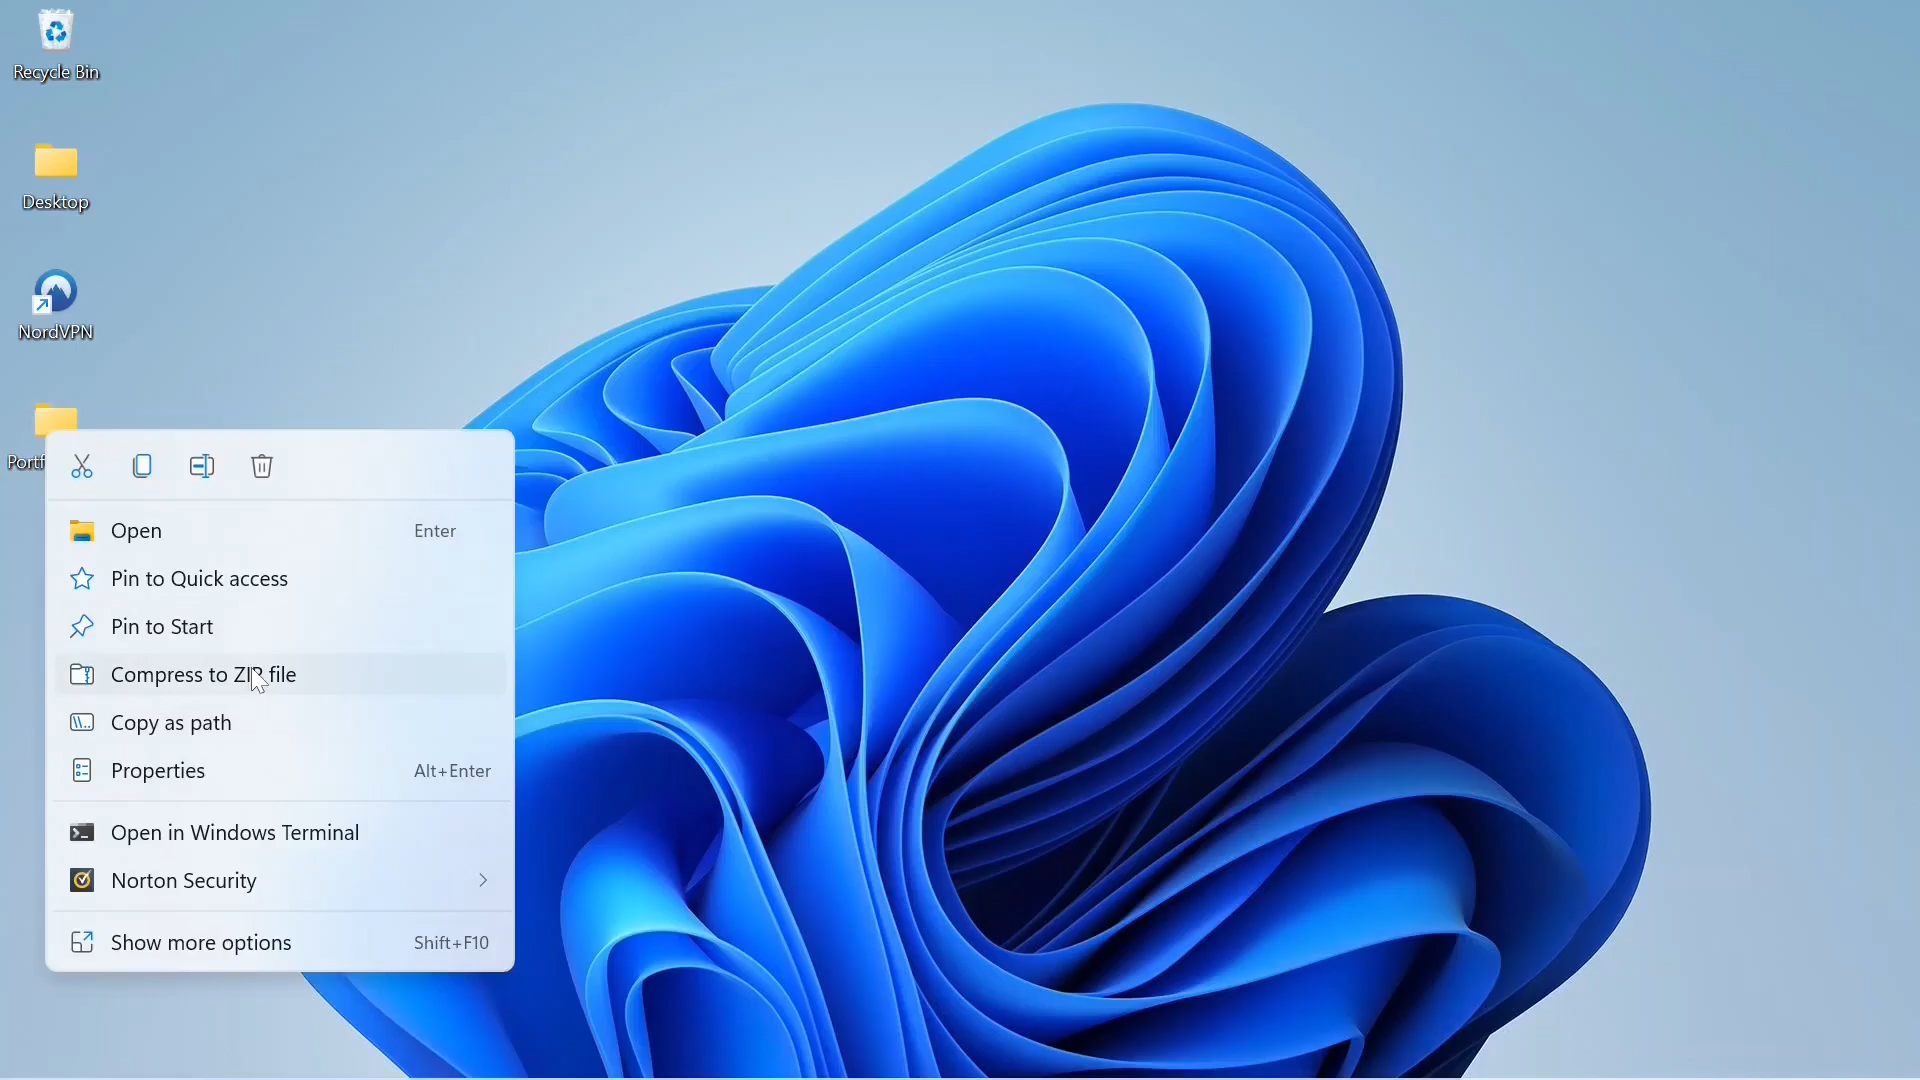 Recycle Bin
Desktop
NordVPN
Open Enter
Pin to Quick access
Pin to Start
Compress to ZIP file
Copy as path
Properties Alt+Enter
Open in Windows Terminal
Norton Security
Show more options Shift+F10